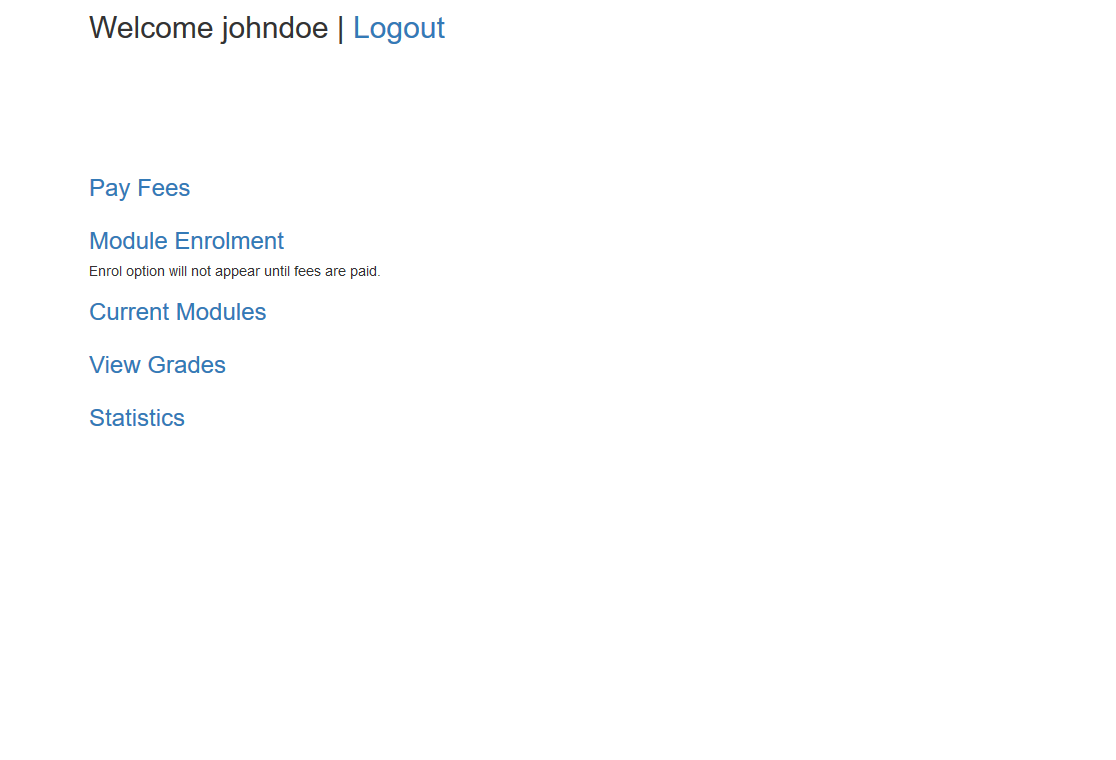 Welcome johndoe | Logout
Pay Fees
Module Enrolment
Enrol option will not appear until fees are paid.
Current Modules
View Grades
Statistics